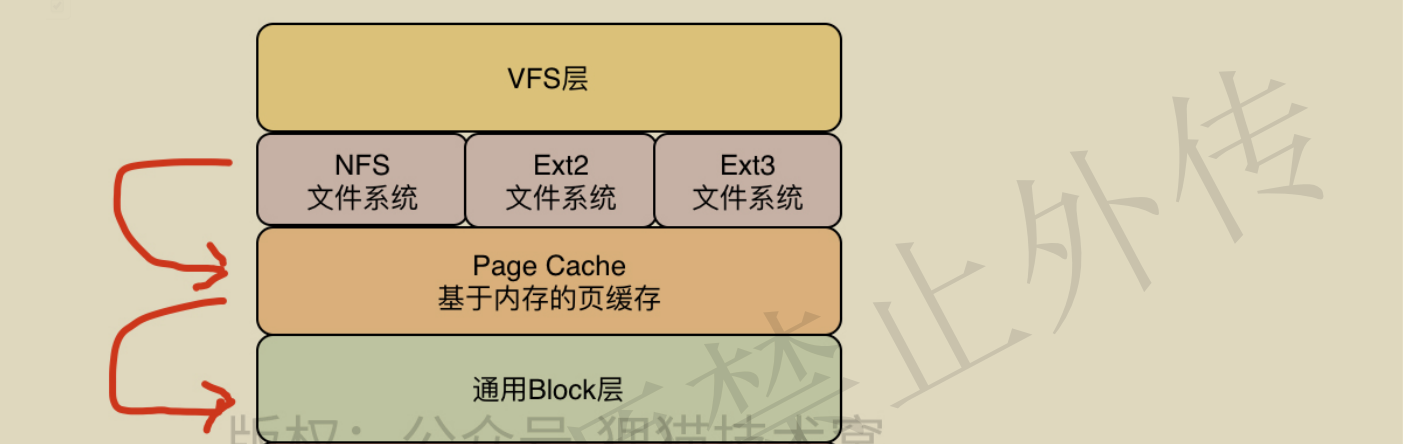 VFS层
NFS
文件系统
Ext2
文件系统
Ext3
文件系统
Page Cache
基于内存的页缓存
通用Block层
禁止外传
版权：公众号 狸猫技术窝